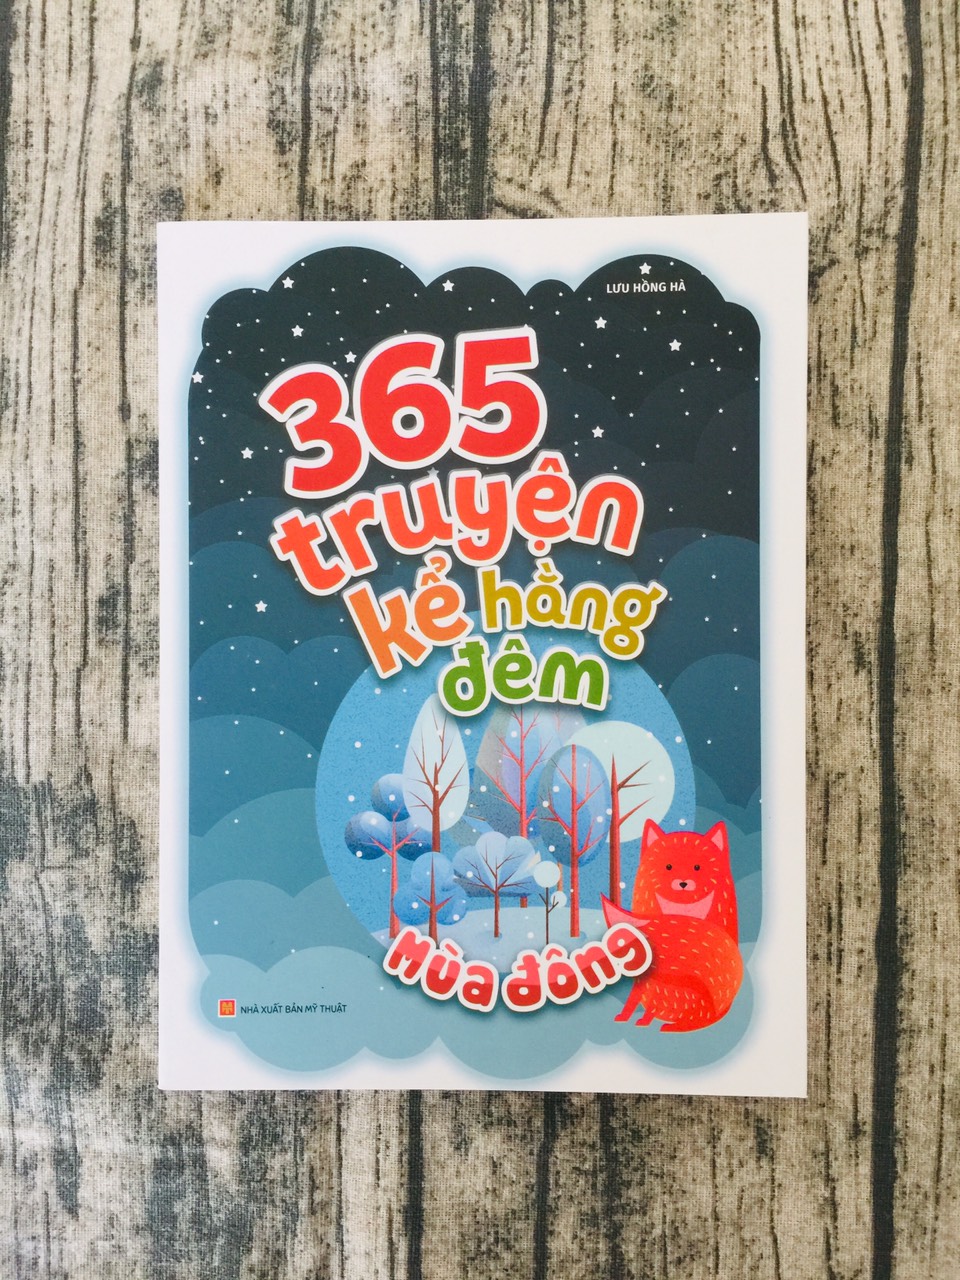 LƯU HỒNG HÀ
365
truyện
kể hằng
đêm
Mùa đông
NHÀ XUẤT BẢN MỸ THUẬT